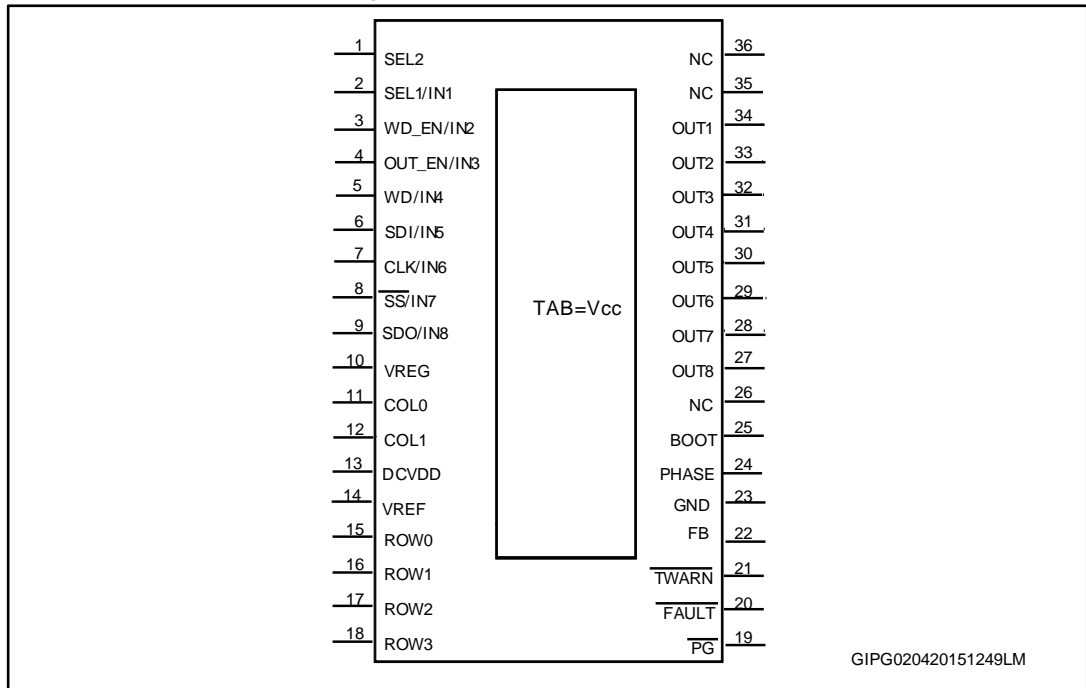 1 SEL2
2 SEL1/IN1
3 WD_EN/IN2
4 OUT_EN/IN3
5 WD/IN4
6 SDI/IN5
7 CLK/IN6
8 S̅S̅/IN7
9 SDO/IN8
10 VREG
11 COL0
12 COL1
13 DCVDD
14 VREF
15 ROW0
16 ROW1
17 ROW2
18 ROW3
TAB=Vcc
NC 36
NC 35
OUT1 34
OUT2 33
OUT3 32
OUT4 31
OUT5 30
OUT6 29
OUT7 28
OUT8 27
NC 26
BOOT 25
PHASE 24
GND 23
FB 22
T̅W̅A̅R̅N̅ 21
F̅A̅U̅L̅T̅ 20
P̅G̅ 19
GIPG020420151249LM